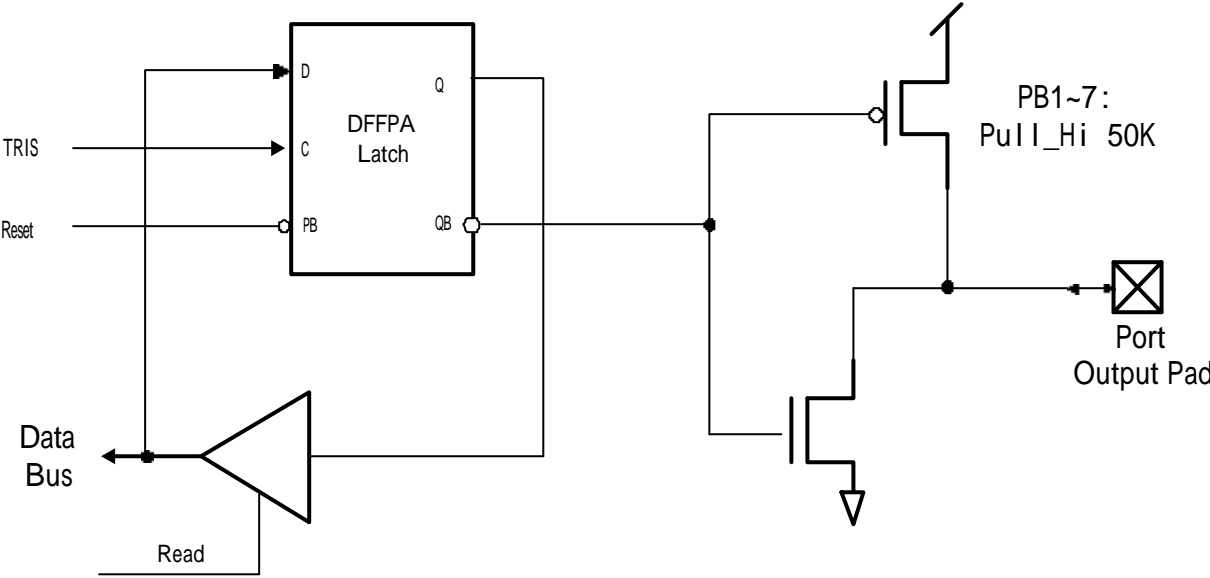 D
Q
DFFPA
Latch
TRIS
C
Reset
PB
QB
PB1~7:
Pull_Hi 50K
Port
Output Pad
Data
Bus
Read